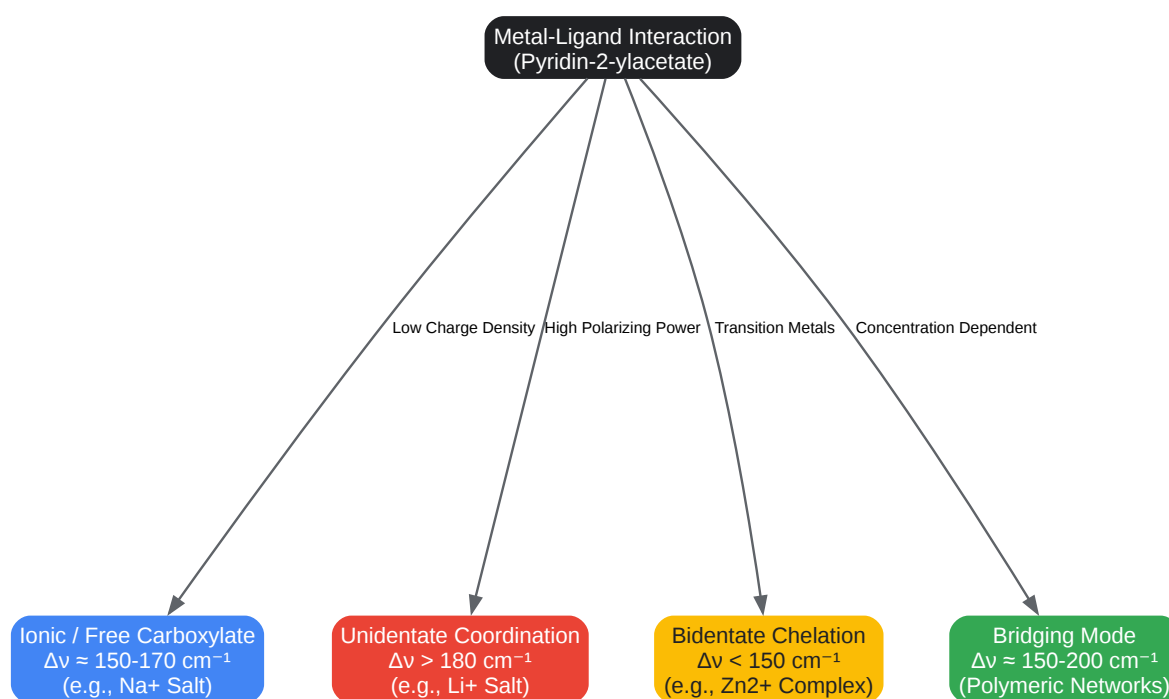 Metal-Ligand Interaction
(Pyridin-2-ylacetate)
Low Charge Density
High Polarizing Power
Transition Metals
Concentration Dependent
Ionic / Free Carboxylate
Δν ≈ 150-170 cm⁻¹
(e.g., Na+ Salt)
Unidentate Coordination
Δν > 180 cm⁻¹
(e.g., Li+ Salt)
Bidentate Chelation
Δν < 150 cm⁻¹
(e.g., Zn2+ Complex)
Bridging Mode
Δν ≈ 150-200 cm⁻¹
(Polymeric Networks)